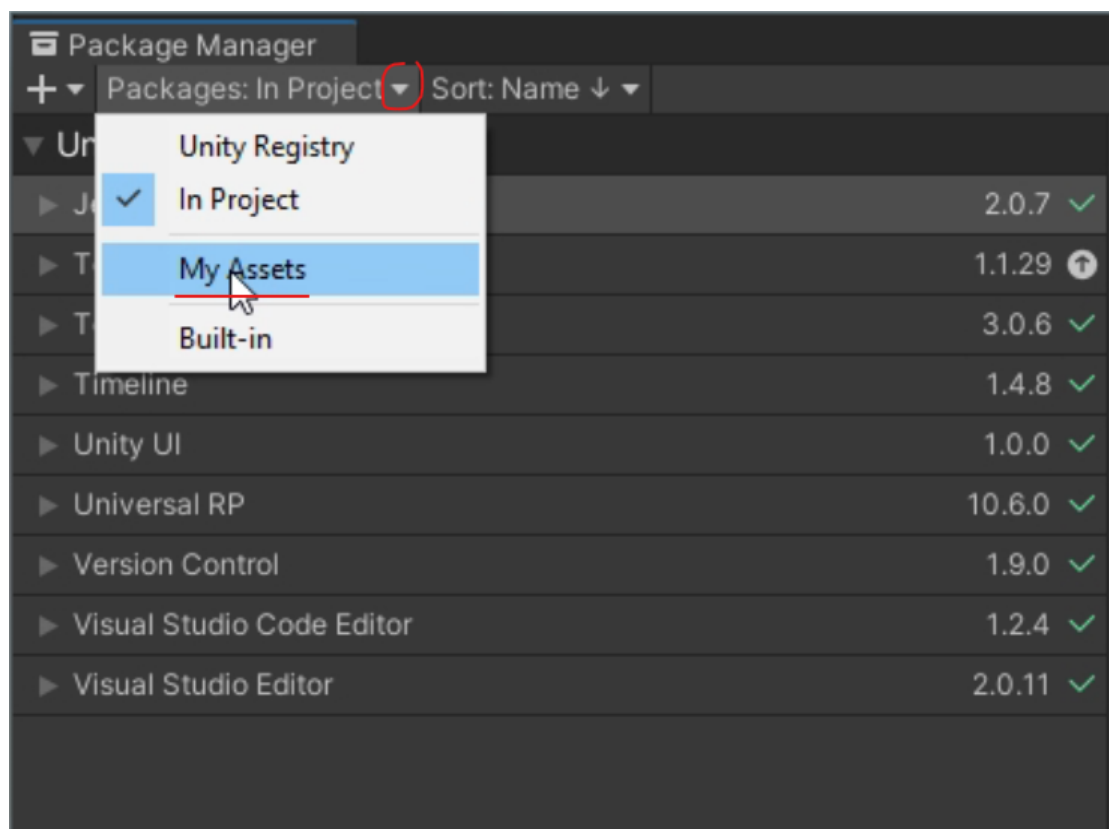 Package Manager
Packages: In Project Sort: Name ↓
Unity Registry
In Project
2.0.7
My Assets
1.1.29
3.0.6
Built-in
Timeline 1.4.8
Unity UI 1.0.0
Universal RP 10.6.0
Version Control 1.9.0
Visual Studio Code Editor 1.2.4
Visual Studio Editor 2.0.11